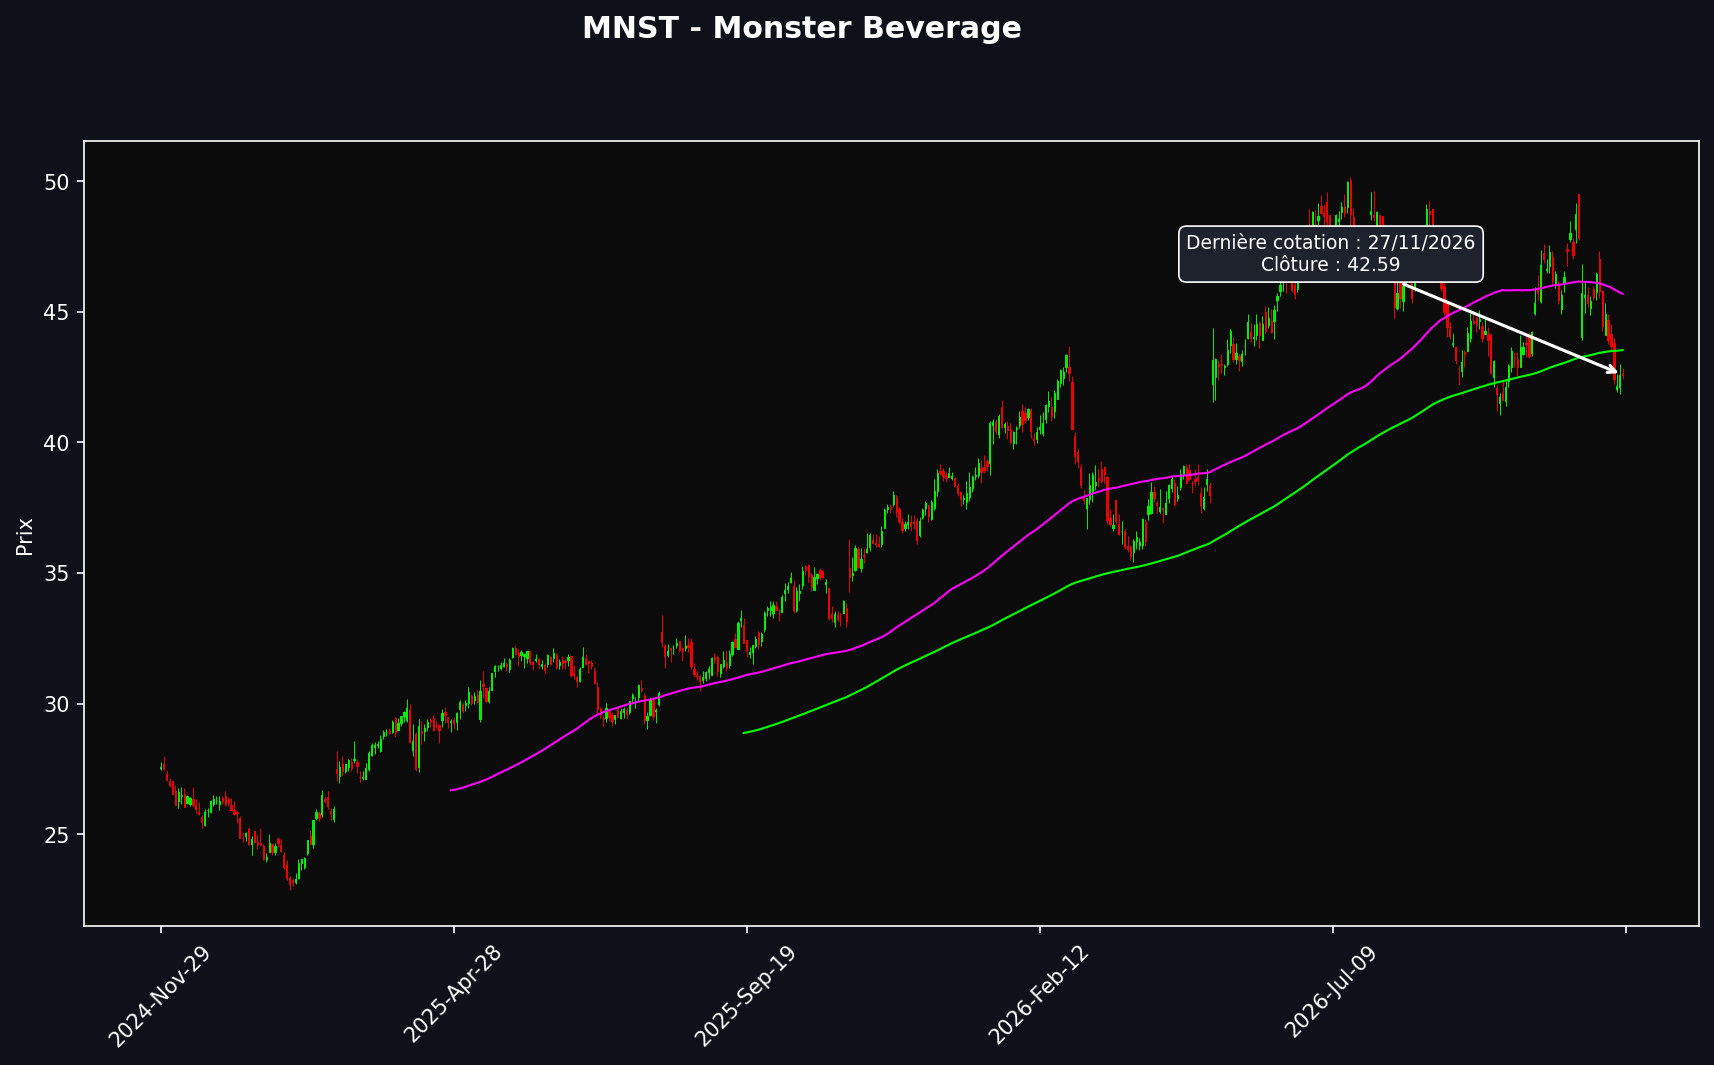 MNST - Monster Beverage
Prix
50
45
40
35
30
25
Dernière cotation : 27/11/2026
Clôture : 42.59
2024-Nov-29
2025-Apr-28
2025-Sep-19
2026-Feb-12
2026-Jul-09